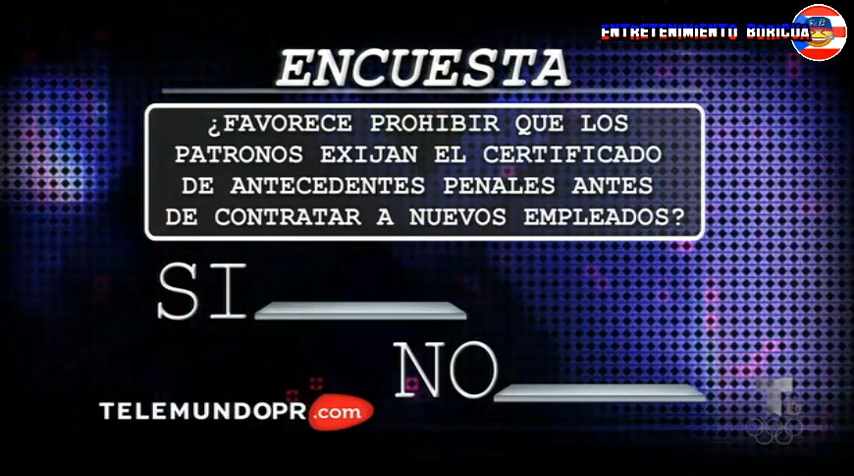 ENTRETENIMIENTO BORICUA
ENCUESTA
¿FAVORECE PROHIBIR QUE LOS
PATRONOS EXIJAN EL CERTIFICADO
DE ANTECEDENTES PENALES ANTES
DE CONTRATAR A NUEVOS EMPLEADOS?
SI
NO
TELEMUNDOPR.com